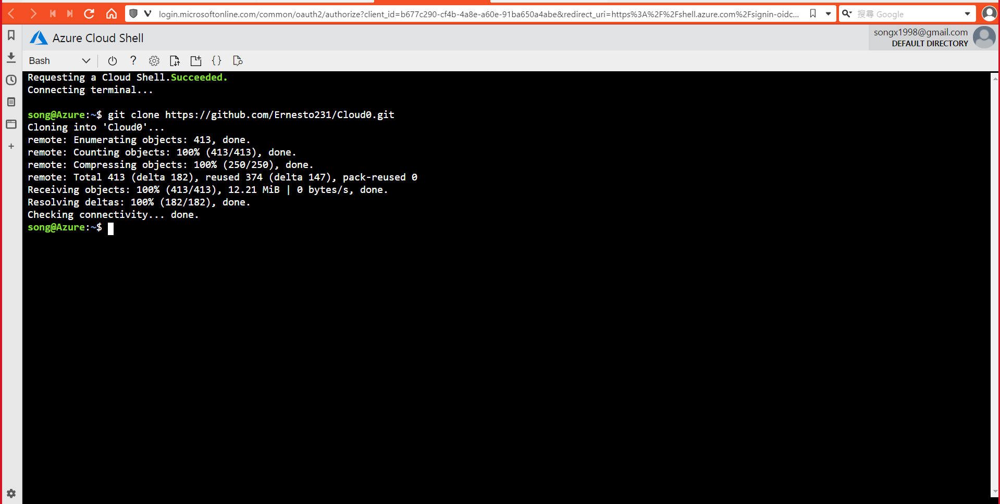 login.microsoftonline.com/common/oauth2/authorize?client_id=b677c290-cf4b-4a8e-a60e-91ba650a4abe&redirect_uri=https%3A%2F%2Fshell.azure.com%2Fsignin-oidc...
搜尋 Google
Azure Cloud Shell
songx1998@gmail.com
DEFAULT DIRECTORY
Bash
Requesting a Cloud Shell.Succeeded.
Connecting terminal...
song@Azure:~$ git clone https://github.com/Ernesto231/Cloud0.git
Cloning into 'Cloud0'...
remote: Enumerating objects: 413, done.
remote: Counting objects: 100% (413/413), done.
remote: Compressing objects: 100% (250/250), done.
remote: Total 413 (delta 182), reused 374 (delta 147), pack-reused 0
Receiving objects: 100% (413/413), 12.21 MiB | 0 bytes/s, done.
Resolving deltas: 100% (182/182), done.
Checking connectivity... done.
song@Azure:~$